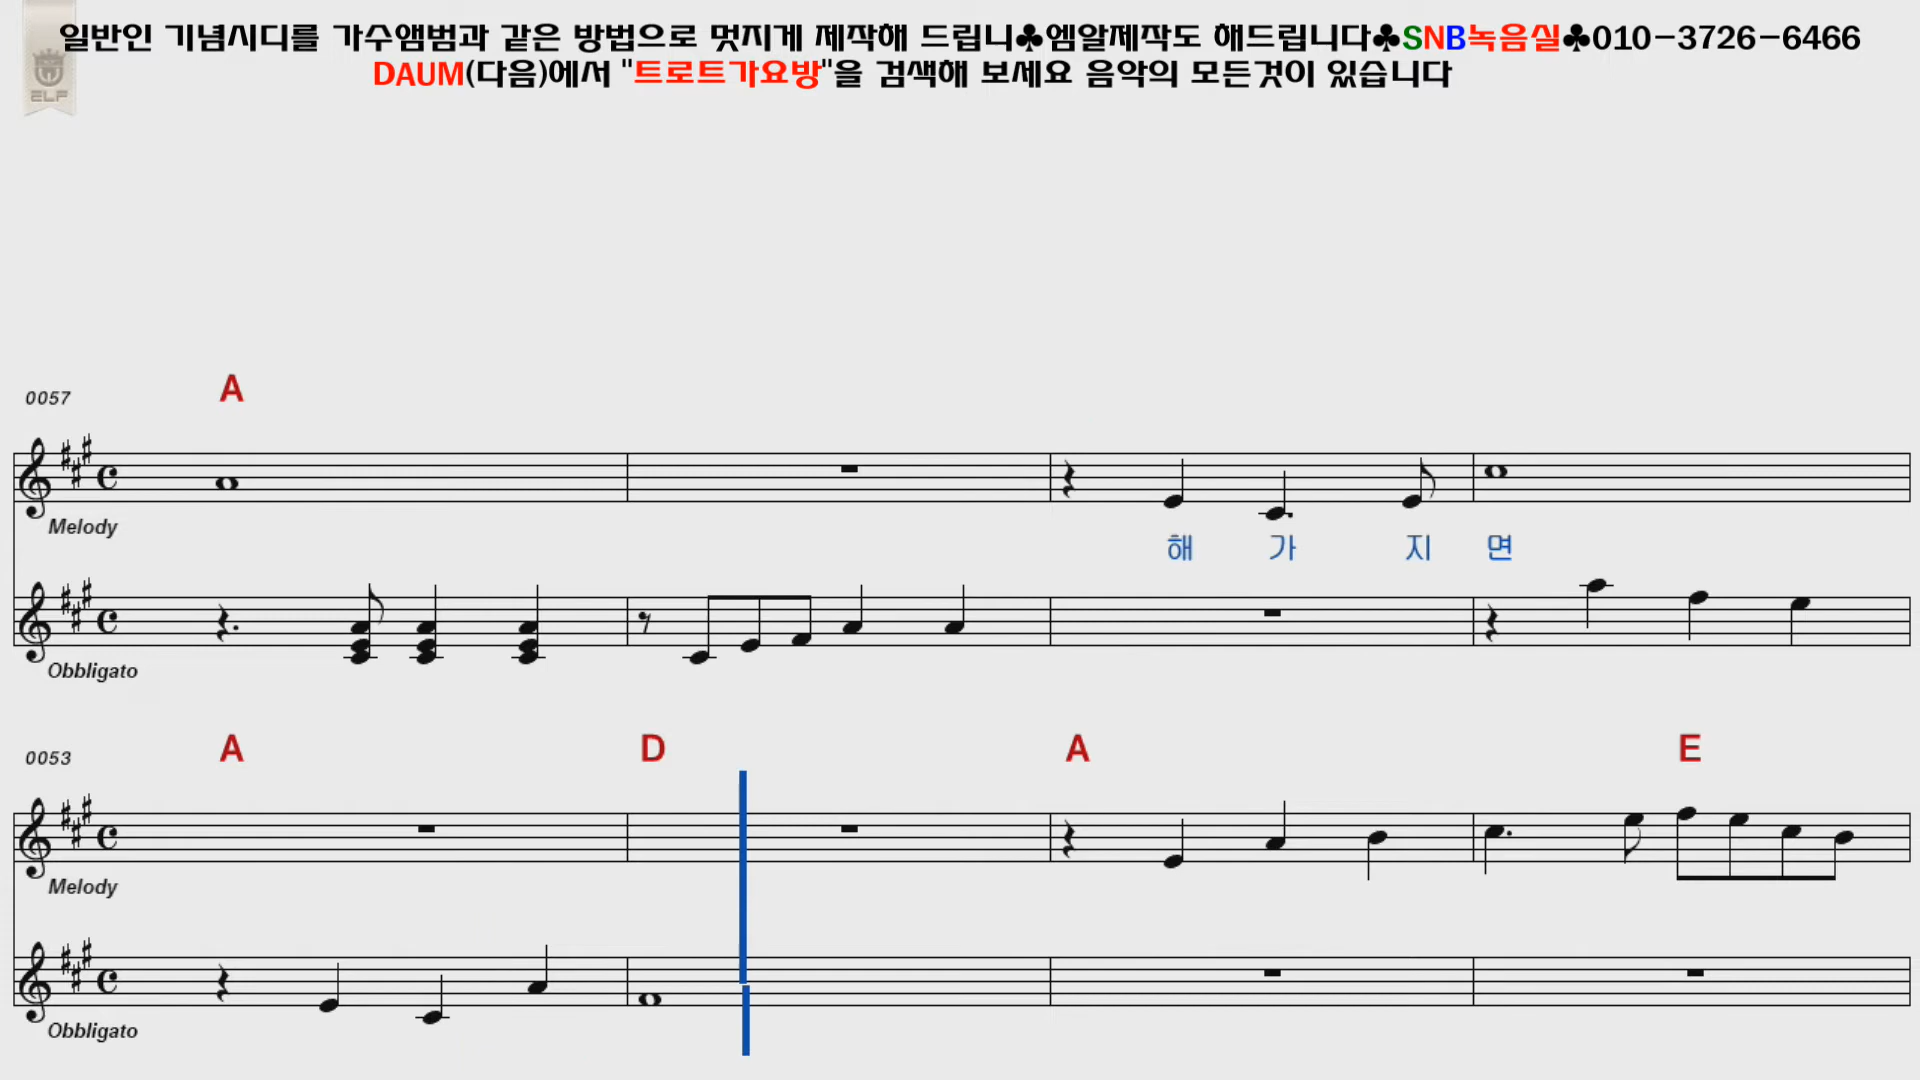 일반인 기념시디를 가수앨범과 같은 방법으로 멋지게 제작해 드립니♣엠알제작도 해드립니다♣SNB녹음실♣010-3726-6466
DAUM(다음)에서 "트로트가요방"을 검색해 보세요 음악의 모든것이 있습니다
ELF
0057 A
Melody
해 가 지 면
Obbligato
0053 A D A E
Melody
Obbligato